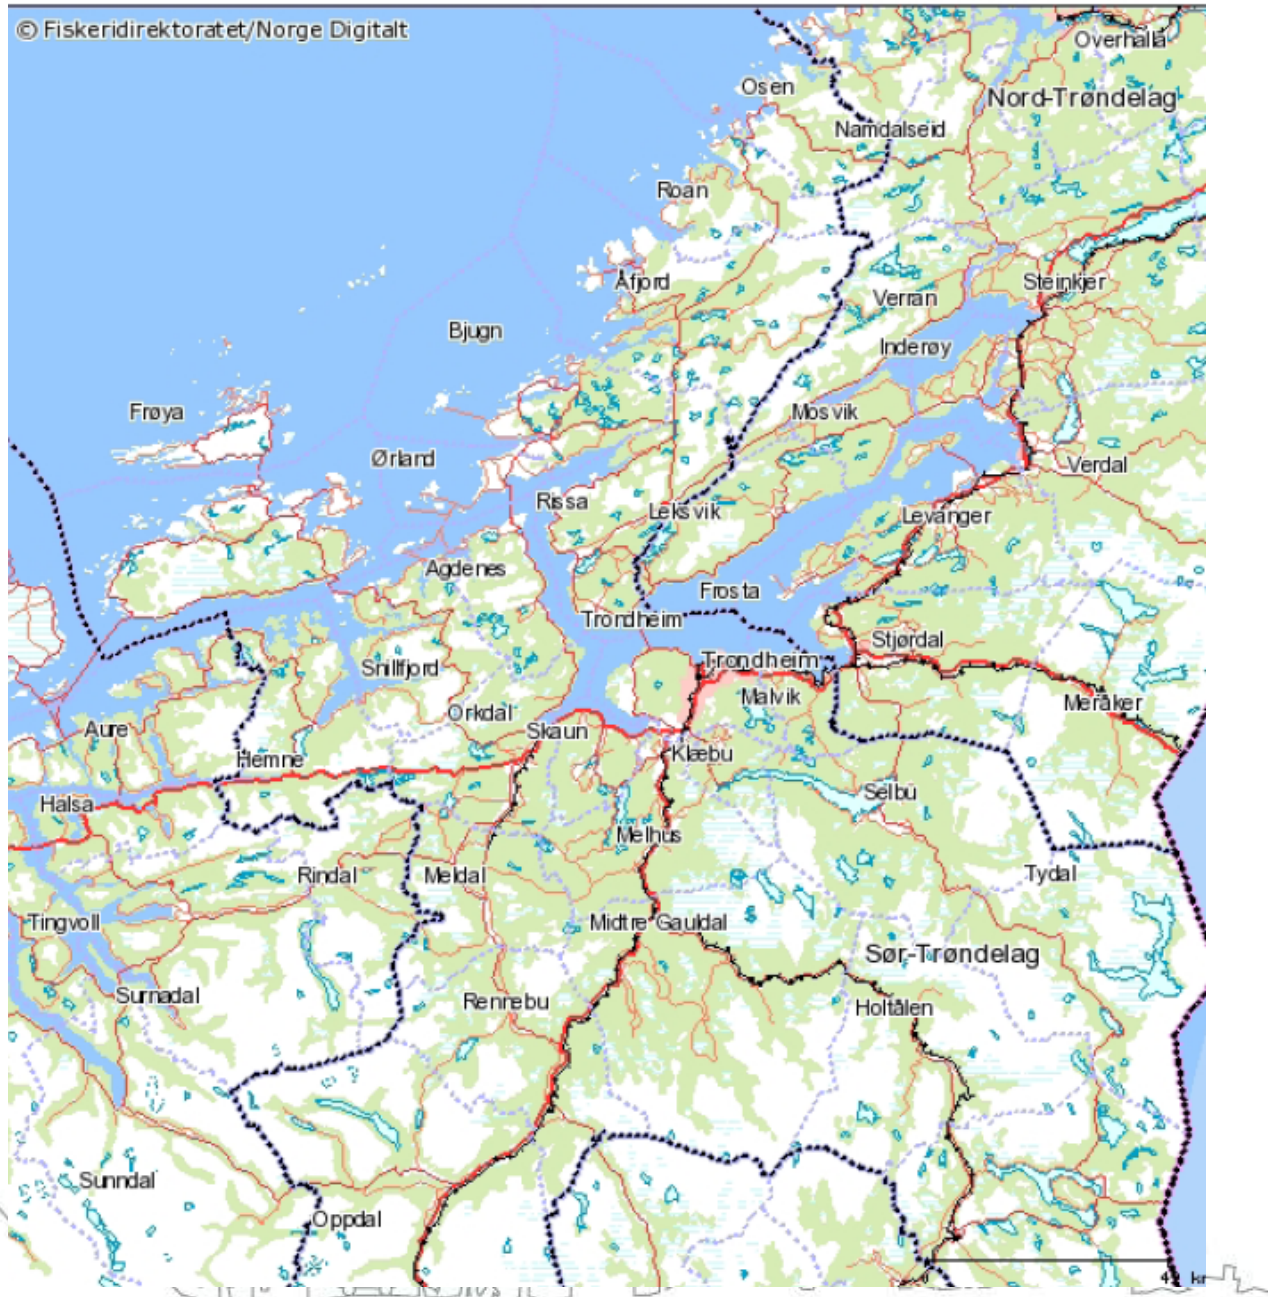 © Fiskeridirektoratet/Norge Digitalt
Overhalla
Osen
Nord-Trøndelag
Namdalseid
Roan
Åfjord
Steinkjer
Verran
Bjugn
Inderøy
Frøya
Mosvik
Ørland
Verdal
Rissa
Leksvik
Levanger
Agdenes
Frosta
Trondheim
Stjørdal
Trondheim
Snillfjord
Malvik
Meråker
Orkdal
Aure
Skaun
Klæbu
Hemne
Selbu
Halsa
Melhus
Rindal
Meldal
Tydal
Tingvoll
Midtre Gauldal
Sør-Trøndelag
Surnadal
Rennebu
Holtålen
Sunndal
Oppdal
0